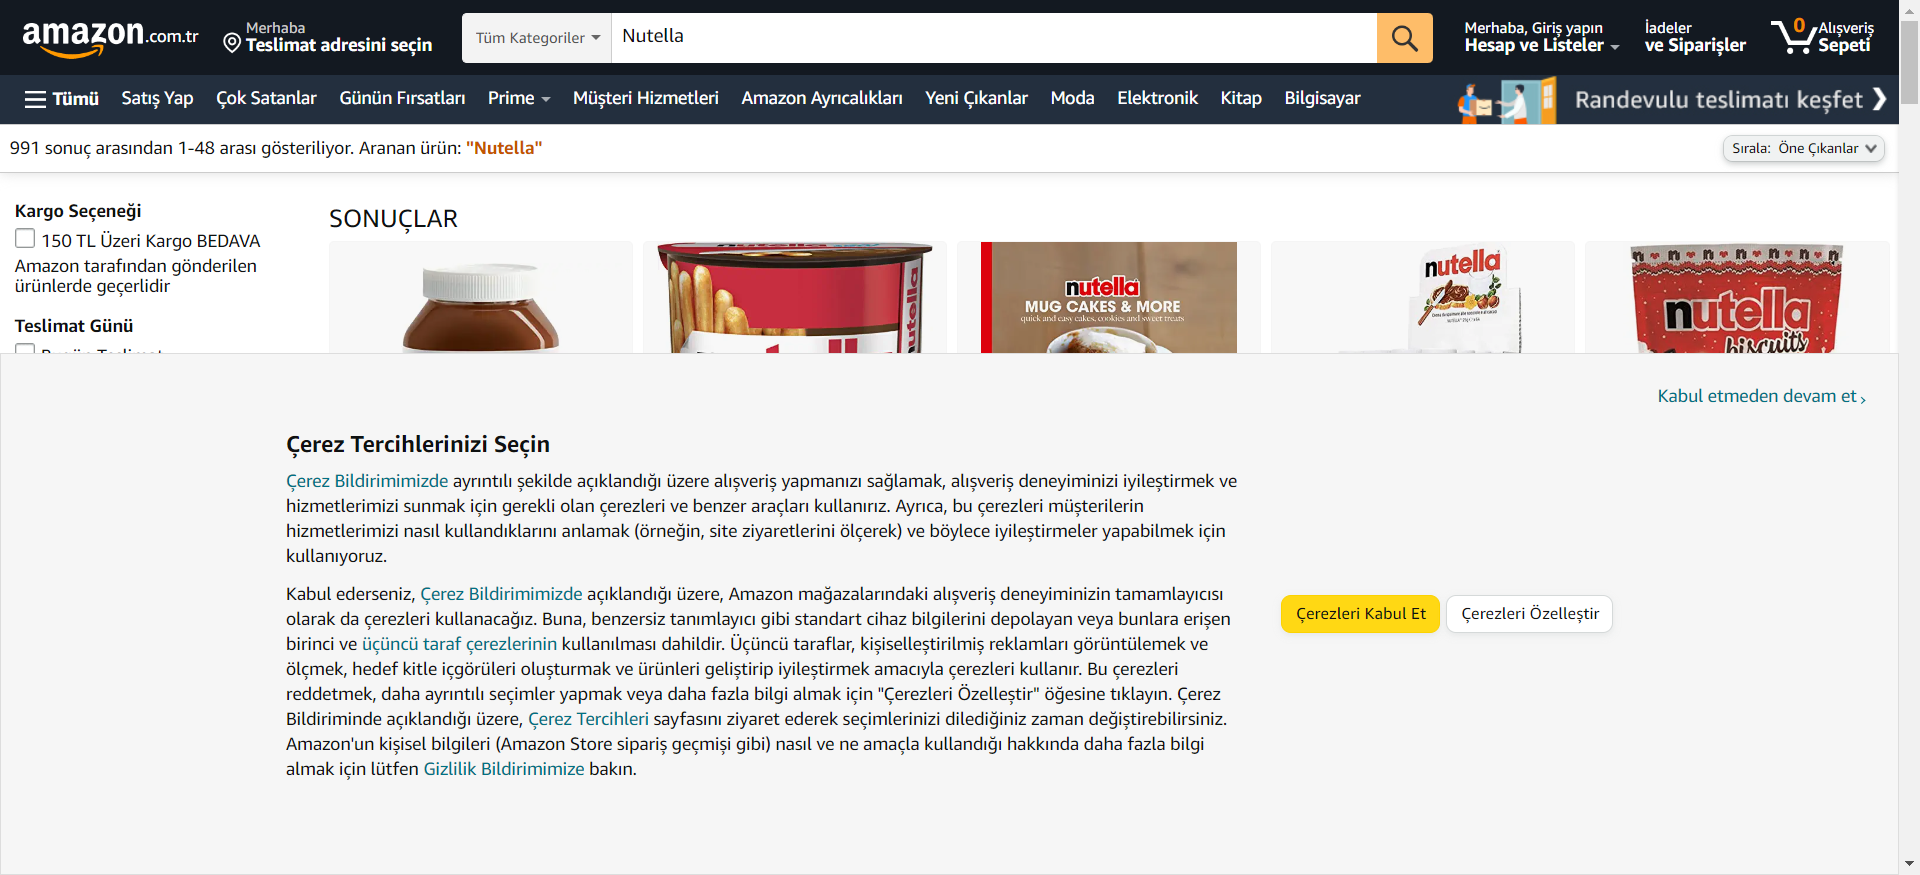 amazon.com.tr
Merhaba
Teslimat adresini seçin
Tüm Kategoriler
Nutella
Merhaba, Giriş yapın
Hesap ve Listeler
İadeler
ve Siparişler
0
Alışveriş
Sepeti
Tümü
Satış Yap
Çok Satanlar
Günün Fırsatları
Prime
Müşteri Hizmetleri
Amazon Ayrıcalıkları
Yeni Çıkanlar
Moda
Elektronik
Kitap
Bilgisayar
Randevulu teslimatı keşfet
991 sonuç arasından 1-48 arası gösteriliyor. Aranan ürün: "Nutella"
Sırala: Öne Çıkanlar
Kargo Seçeneği
150 TL Üzeri Kargo BEDAVA
Amazon tarafından gönderilen
ürünlerde geçerlidir
Teslimat Günü
Bugün Teslimat
SONUÇLAR
nutella
nutella
MUG CAKES & MORE
quick and easy cakes, cookies and sweet treats
nutella
nutella
biscuits
Kabul etmeden devam et
Çerez Tercihlerinizi Seçin
Çerez Bildirimimizde ayrıntılı şekilde açıklandığı üzere alışveriş yapmanızı sağlamak, alışveriş deneyiminizi iyileştirmek ve
hizmetlerimizi sunmak için gerekli olan çerezleri ve benzer araçları kullanırız. Ayrıca, bu çerezleri müşterilerin
hizmetlerimizi nasıl kullandıklarını anlamak (örneğin, site ziyaretlerini ölçerek) ve böylece iyileştirmeler yapabilmek için
kullanıyoruz.
Kabul ederseniz, Çerez Bildirimimizde açıklandığı üzere, Amazon mağazalarındaki alışveriş deneyiminizin tamamlayıcısı
olarak da çerezleri kullanacağız. Buna, benzersiz tanımlayıcı gibi standart cihaz bilgilerini depolayan veya bunlara erişen
birinci ve üçüncü taraf çerezlerinin kullanılması dahildir. Üçüncü taraflar, kişiselleştirilmiş reklamları görüntülemek ve
ölçmek, hedef kitle içgörüleri oluşturmak ve ürünleri geliştirip iyileştirmek amacıyla çerezleri kullanır. Bu çerezleri
reddetmek, daha ayrıntılı seçimler yapmak veya daha fazla bilgi almak için "Çerezleri Özelleştir" öğesine tıklayın. Çerez
Bildiriminde açıklandığı üzere, Çerez Tercihleri sayfasını ziyaret ederek seçimlerinizi dilediğiniz zaman değiştirebilirsiniz.
Amazon'un kişisel bilgileri (Amazon Store sipariş geçmişi gibi) nasıl ve ne amaçla kullandığı hakkında daha fazla bilgi
almak için lütfen Gizlilik Bildirimimize bakın.
Çerezleri Kabul Et
Çerezleri Özelleştir